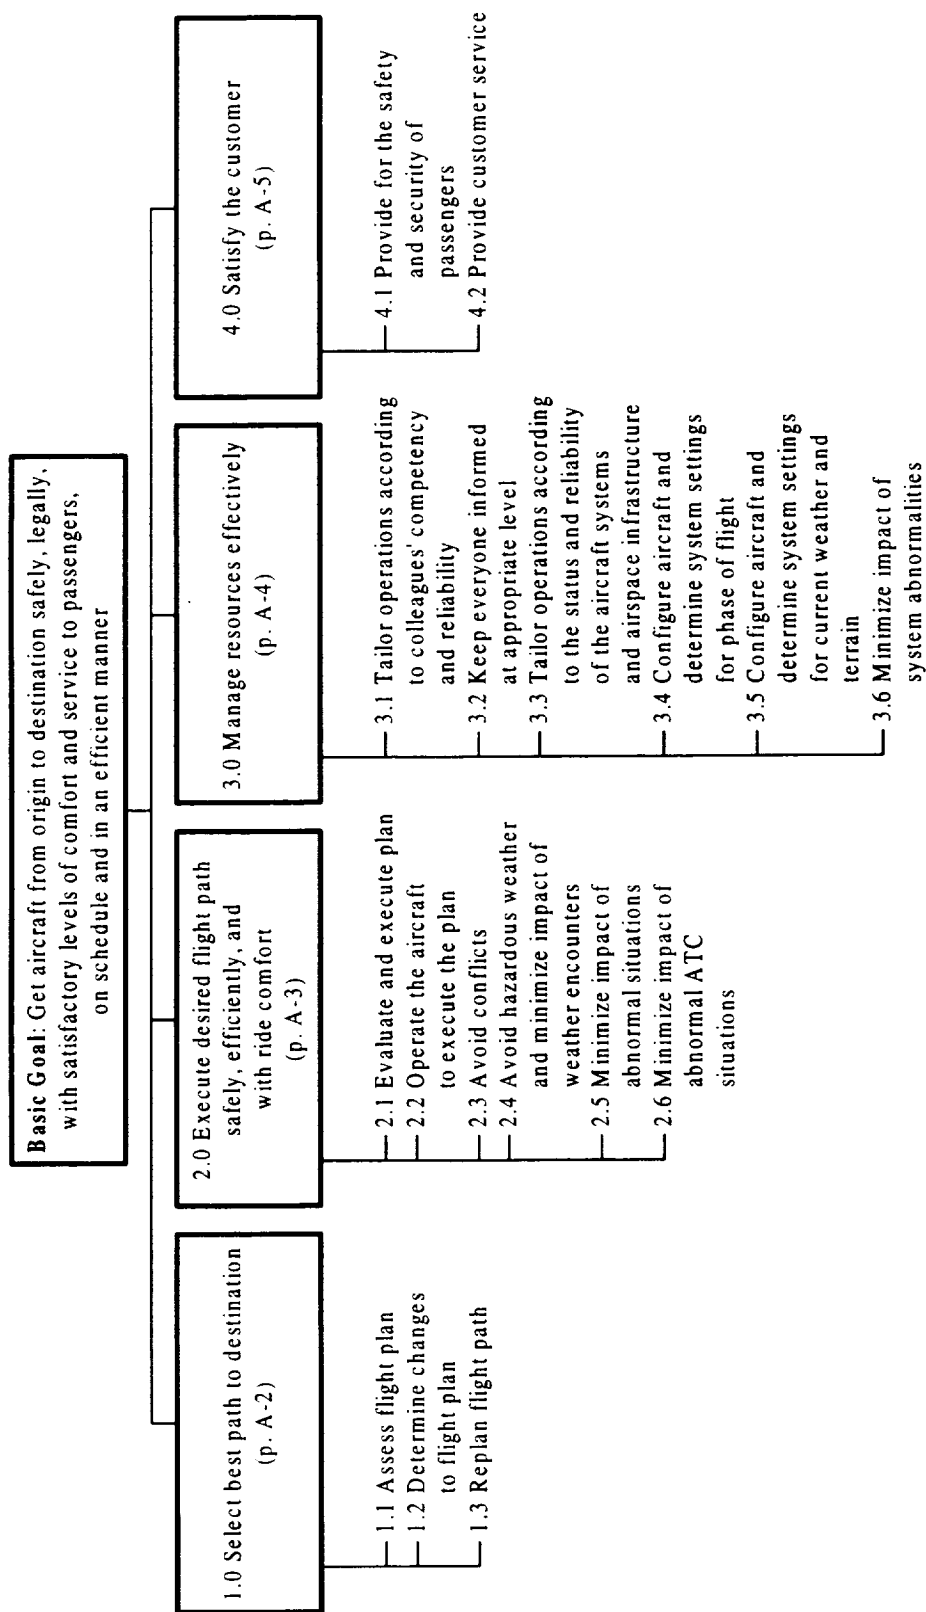 Basic Goal: Get aircraft from origin to destination safely, legally,
with satisfactory levels of comfort and service to passengers,
on schedule and in an efficient manner
1.0 Select best path to destination
(p. A-2)
1.1 Assess flight plan
1.2 Determine changes
to flight plan
1.3 Replan flight path
2.0 Execute desired flight path
safely, efficiently, and
with ride comfort
(p. A-3)
2.1 Evaluate and execute plan
2.2 Operate the aircraft
to execute the plan
2.3 Avoid conflicts
2.4 Avoid hazardous weather
and minimize impact of
weather encounters
2.5 Minimize impact of
abnormal situations
2.6 Minimize impact of
abnormal ATC
situations
3.0 Manage resources effectively
(p. A-4)
3.1 Tailor operations according
to colleagues' competency
and reliability
3.2 Keep everyone informed
at appropriate level
3.3 Tailor operations according
to the status and reliability
of the aircraft systems
and airspace infrastructure
3.4 Configure aircraft and
determine system settings
for phase of flight
3.5 Configure aircraft and
determine system settings
for current weather and
terrain
3.6 Minimize impact of
system abnormalities
4.0 Satisfy the customer
(p. A-5)
4.1 Provide for the safety
and security of
passengers
4.2 Provide customer service